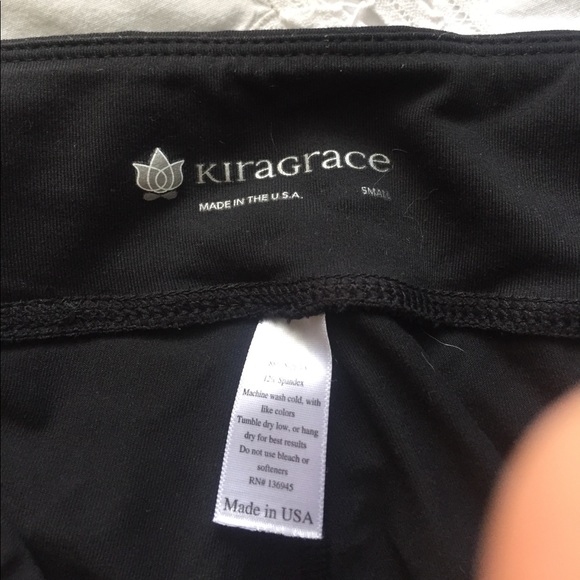 KIraGrace
MADE IN THE U.S.A. SMALL
12% Spandex
Machine wash cold, with
like colors
Tumble dry low, or hang
dry for best results
Do not use bleach or
softeners
RN# 136945
Made in USA